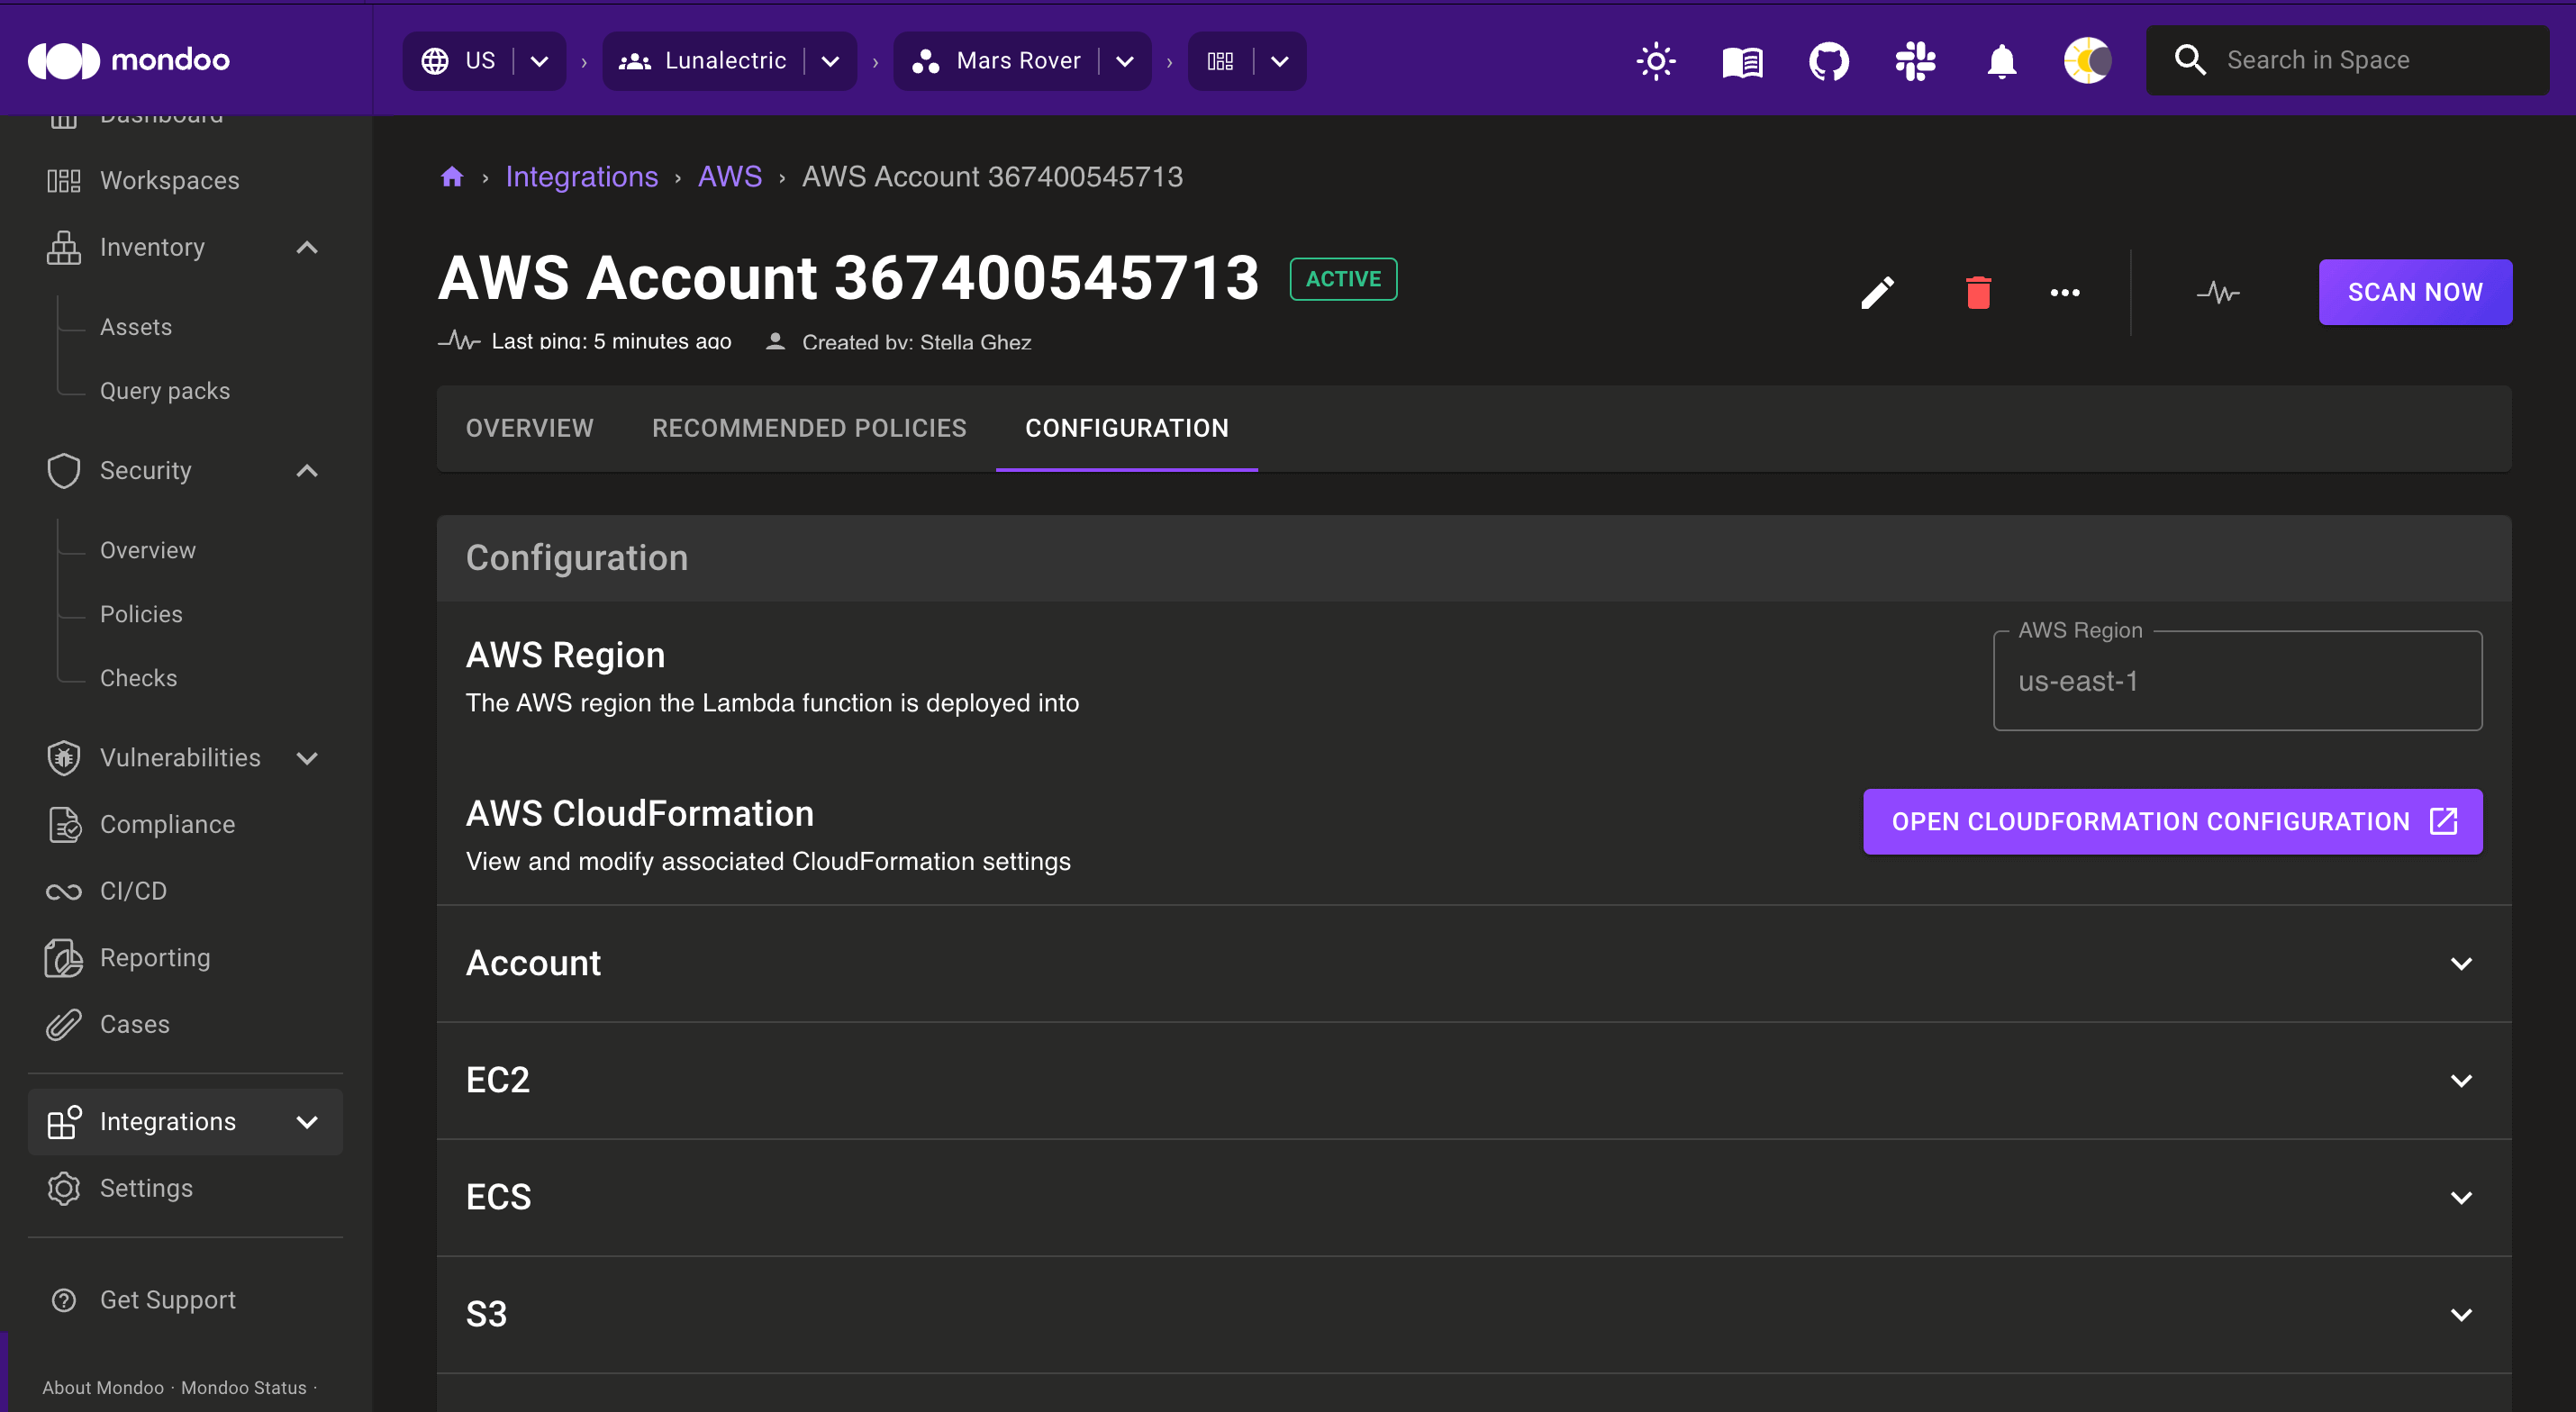 mondoo
US
Lunalectric
Mars Rover
Search in Space
Dashboard
Workspaces
Inventory
Assets
Query packs
Security
Overview
Policies
Checks
Vulnerabilities
Compliance
CI/CD
Reporting
Cases
Integrations
Settings
Get Support
About Mondoo · Mondoo Status ·
Integrations › AWS › AWS Account 367400545713
AWS Account 367400545713 ACTIVE
Last ping: 5 minutes ago Created by: Stella Ghez
SCAN NOW
OVERVIEW RECOMMENDED POLICIES CONFIGURATION
Configuration
AWS Region
The AWS region the Lambda function is deployed into
AWS Region
us-east-1
AWS CloudFormation
View and modify associated CloudFormation settings
OPEN CLOUDFORMATION CONFIGURATION
Account
EC2
ECS
S3